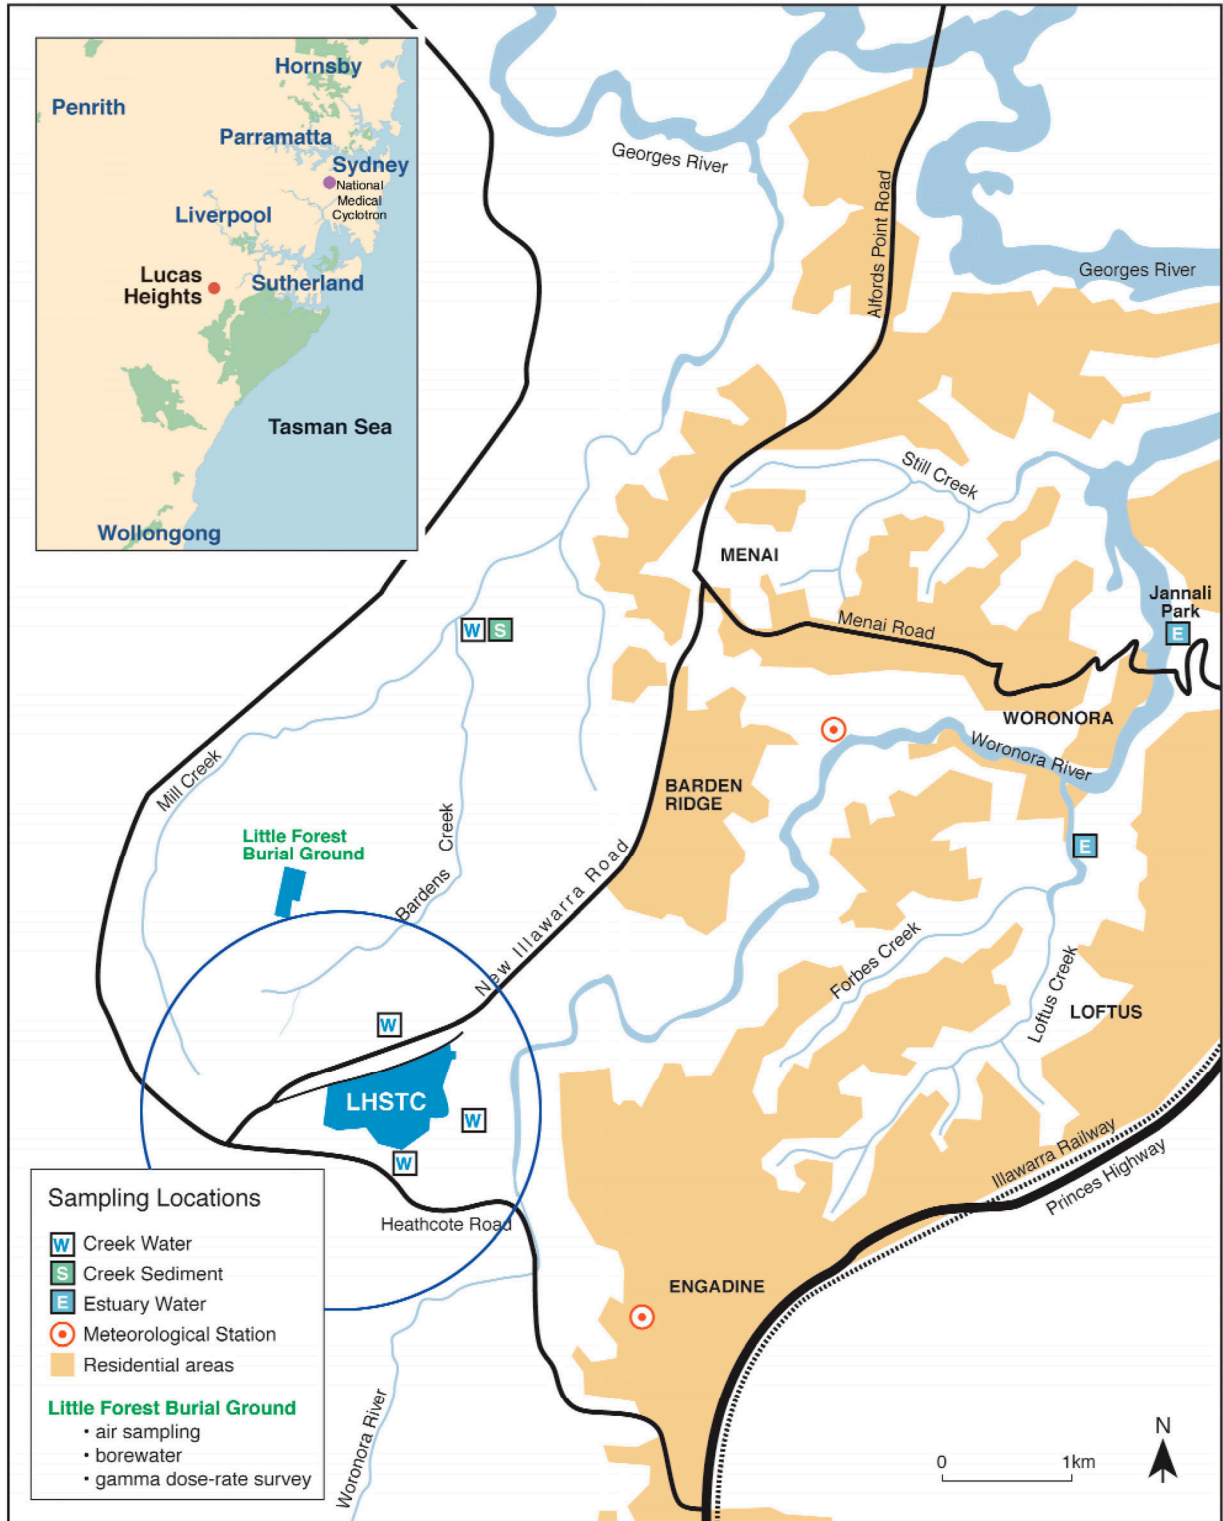 Hornsby
Penrith
Parramatta
Sydney
National
Medical
Cyclotron
Liverpool
Lucas
Heights
Sutherland
Tasman Sea
Wollongong
Georges River
Alfords Point Road
Georges River
Still Creek
MENAI
Jannali
Park
E
Menai Road
W S
WORONORA
Woronora River
Mill Creek
BARDEN
RIDGE
Little Forest
Burial Ground
Bardens Creek
E
New Illawarra Road
Forbes Creek
Loftus Creek
LOFTUS
W
LHSTC
W
W
Illawarra Railway
Princes Highway
Heathcote Road
ENGADINE
Woronora River
Sampling Locations
W Creek Water
S Creek Sediment
E Estuary Water
Meteorological Station
Residential areas
Little Forest Burial Ground
• air sampling
• borewater
• gamma dose-rate survey
N
0 1km